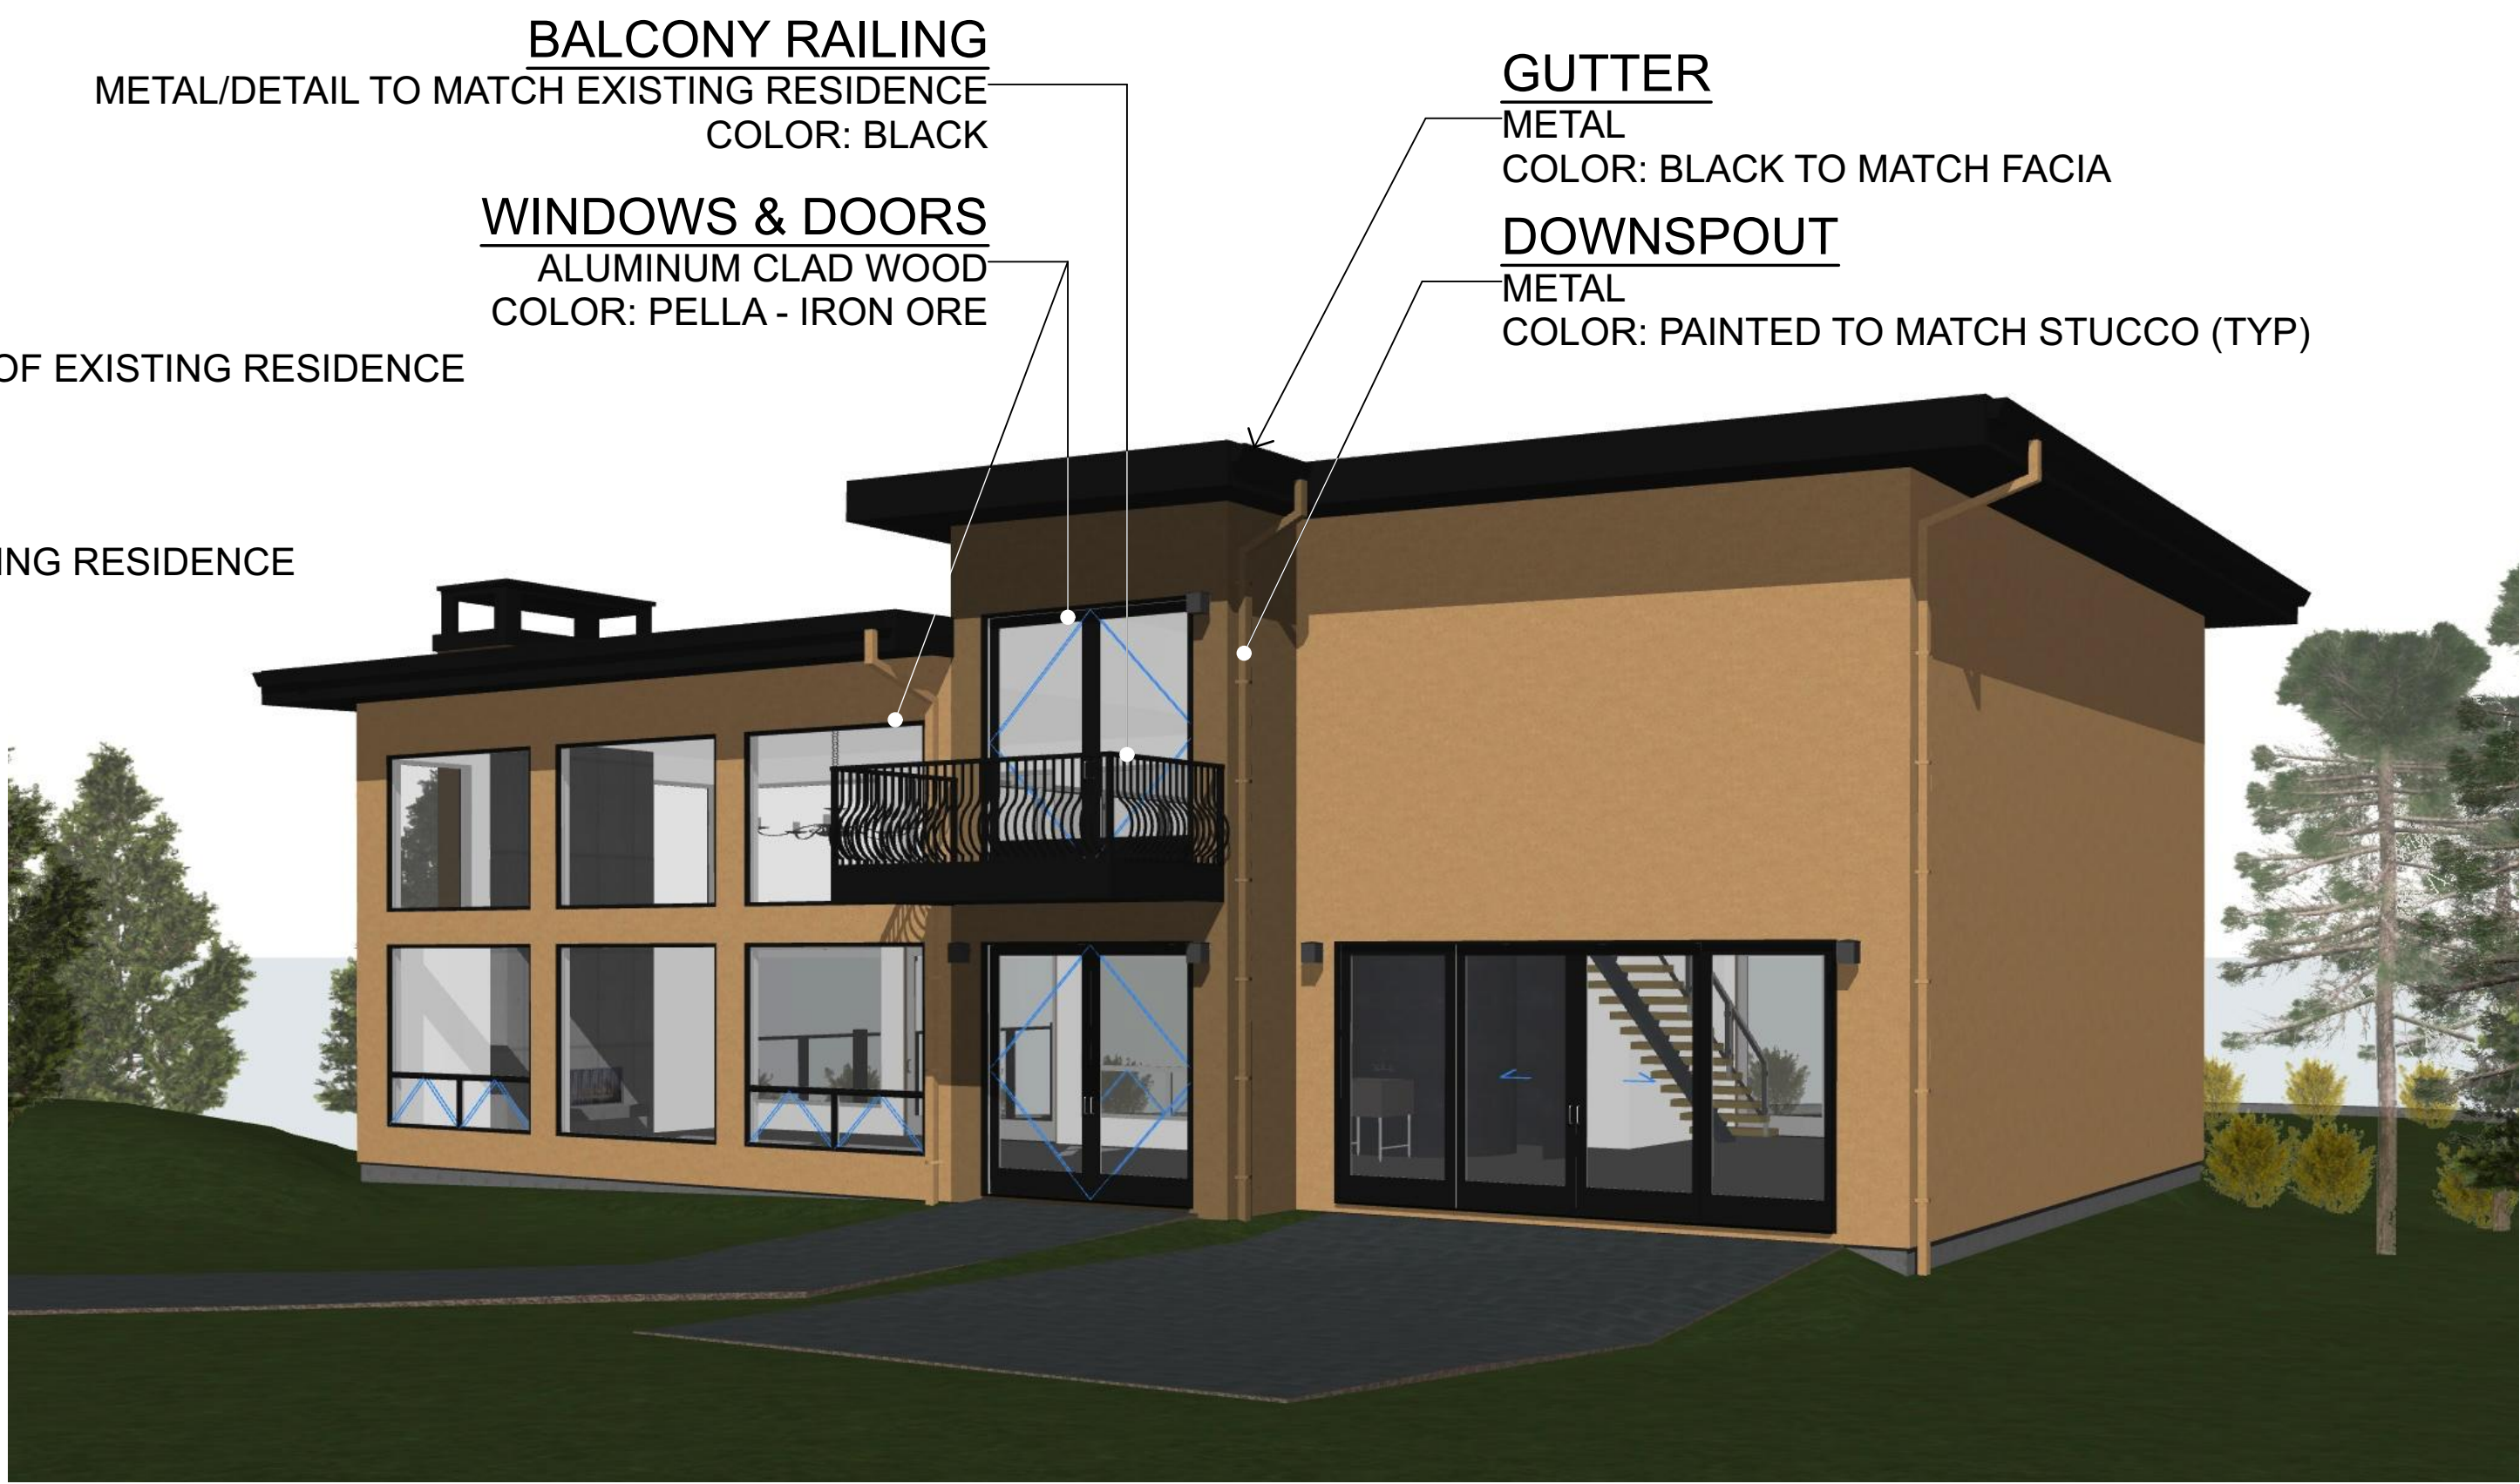 BALCONY RAILING
METAL/DETAIL TO MATCH EXISTING RESIDENCE
COLOR: BLACK
WINDOWS & DOORS
ALUMINUM CLAD WOOD
COLOR: PELLA - IRON ORE
OF EXISTING RESIDENCE
RESIDENCE
GUTTER
METAL
COLOR: BLACK TO MATCH FACIA
DOWNSPOUT
METAL
COLOR: PAINTED TO MATCH STUCCO (TYP)